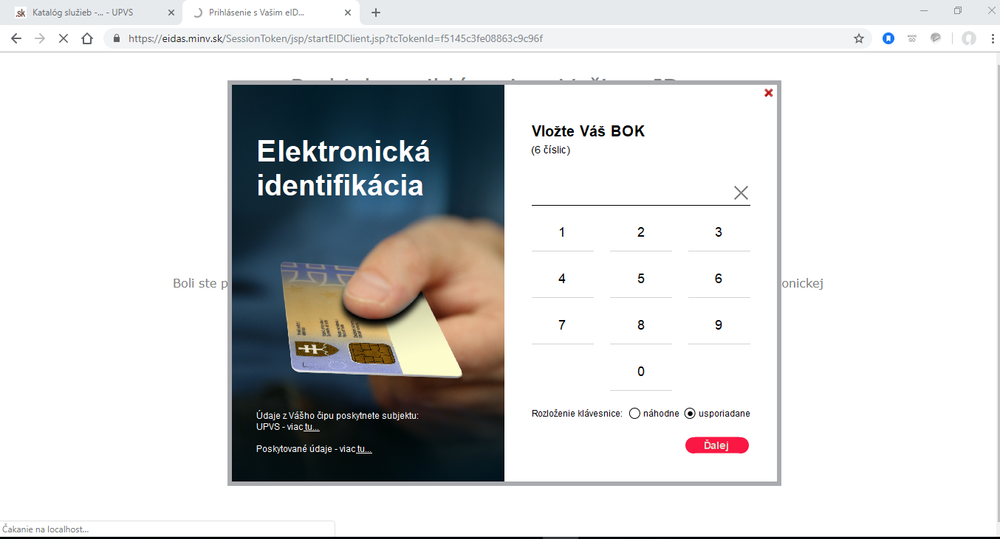 .sk Katalóg služieb -... - UPVS
Prihlásenie s Vašim eID...
https://eidas.minv.sk/SessionToken/jsp/startEIDClient.jsp?tcTokenId=f5145c3fe08863c9c96f
Elektronická
identifikácia
Vložte Váš BOK
(6 číslic)
1 2 3
Boli ste
onickej
4 5 6
7 8 9
0
Rozloženie klávesnice: náhodne usporiadane
Údaje z Vášho čipu poskytnete subjektu:
UPVS - viac tu...
Poskytované údaje - viac tu...
Ďalej
Čakanie na localhost...